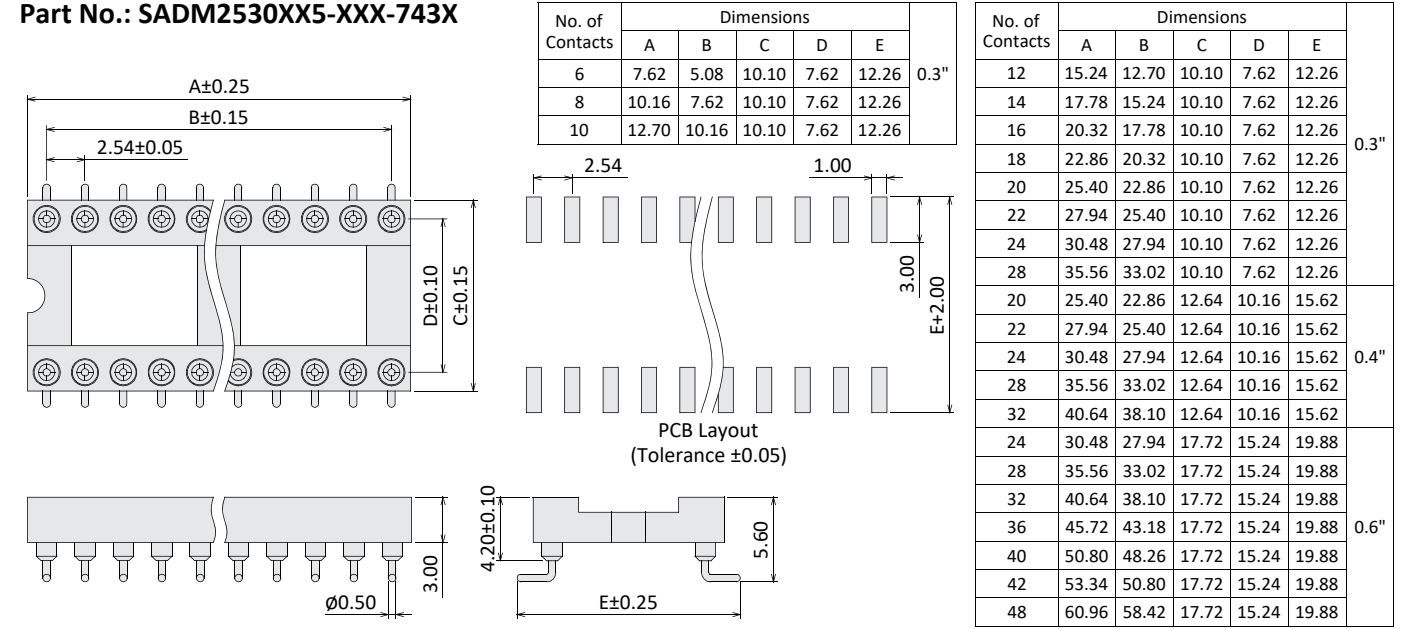 Part No.: SADM2530XX5-XXX-743X
No. of Contacts Dimensions
A B C D E
6 7.62 5.08 10.10 7.62 12.26 0.3"
8 10.16 7.62 10.10 7.62 12.26
10 12.70 10.16 10.10 7.62 12.26
No. of Contacts Dimensions
A B C D E
12 15.24 12.70 10.10 7.62 12.26
14 17.78 15.24 10.10 7.62 12.26
16 20.32 17.78 10.10 7.62 12.26
0.3"
18 22.86 20.32 10.10 7.62 12.26
20 25.40 22.86 10.10 7.62 12.26
22 27.94 25.40 10.10 7.62 12.26
24 30.48 27.94 10.10 7.62 12.26
28 35.56 33.02 10.10 7.62 12.26
20 25.40 22.86 12.64 10.16 15.62
22 27.94 25.40 12.64 10.16 15.62
24 30.48 27.94 12.64 10.16 15.62 0.4"
28 35.56 33.02 12.64 10.16 15.62
32 40.64 38.10 12.64 10.16 15.62
24 30.48 27.94 17.72 15.24 19.88
28 35.56 33.02 17.72 15.24 19.88
32 40.64 38.10 17.72 15.24 19.88
36 45.72 43.18 17.72 15.24 19.88 0.6"
40 50.80 48.26 17.72 15.24 19.88
42 53.34 50.80 17.72 15.24 19.88
48 60.96 58.42 17.72 15.24 19.88
A±0.25
B±0.15
2.54±0.05
D±0.10
C±0.15
2.54
1.00
3.00
E+2.00
PCB Layout
(Tolerance ±0.05)
3.00
Ø0.50
4.20±0.10
5.60
E±0.25